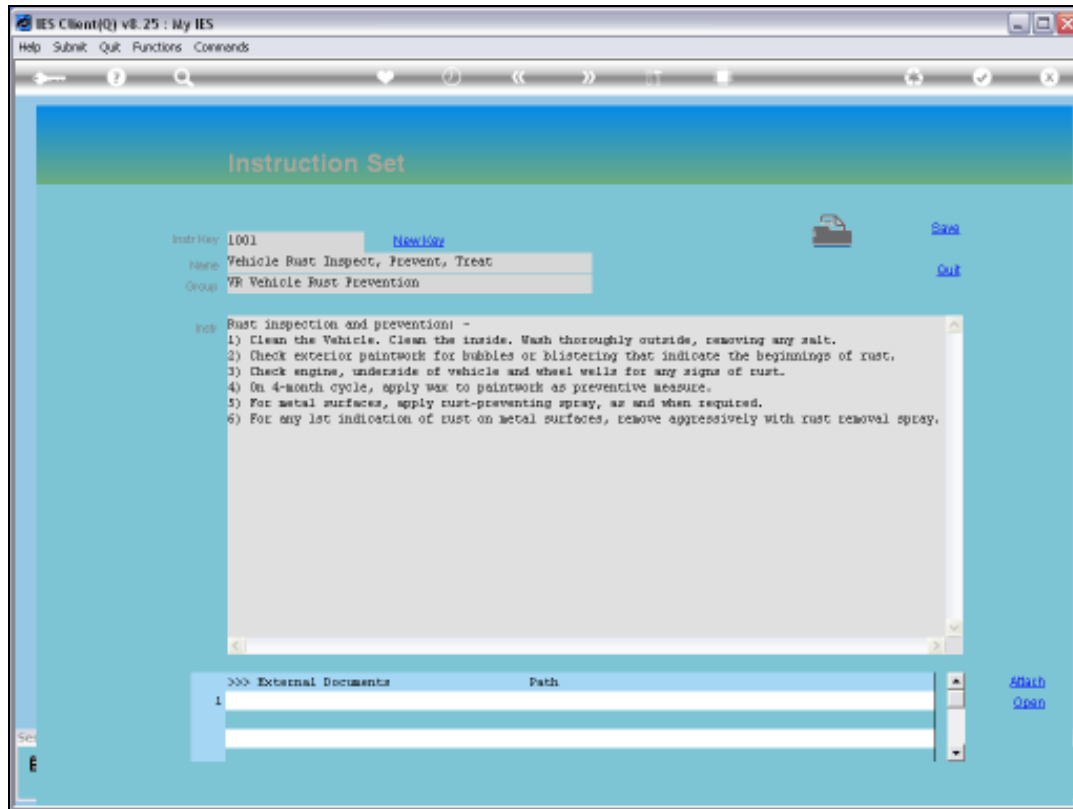 IES Client(Q) v8.25 : My IES
Help Submit Quit Functions Commands
Instruction Set
Instr Key 1001 New Key
Save
Name Vehicle Rust Inspect, Prevent, Treat
Quit
Group VR Vehicle Rust Prevention
Instr Rust inspection and prevention: -
1) Clean the Vehicle. Clean the inside. Wash thoroughly outside, removing any salt.
2) Check exterior paintwork for bubbles or blistering that indicate the beginnings of rust.
3) Check engine, underside of vehicle and wheel wells for any signs of rust.
4) On 4-month cycle, apply wax to paintwork as preventive measure.
5) For metal surfaces, apply rust-preventing spray, as and when required.
6) For any 1st indication of rust on metal surfaces, remove aggressively with rust removal spray.
>>> External Documents Path
Attach
1
Open